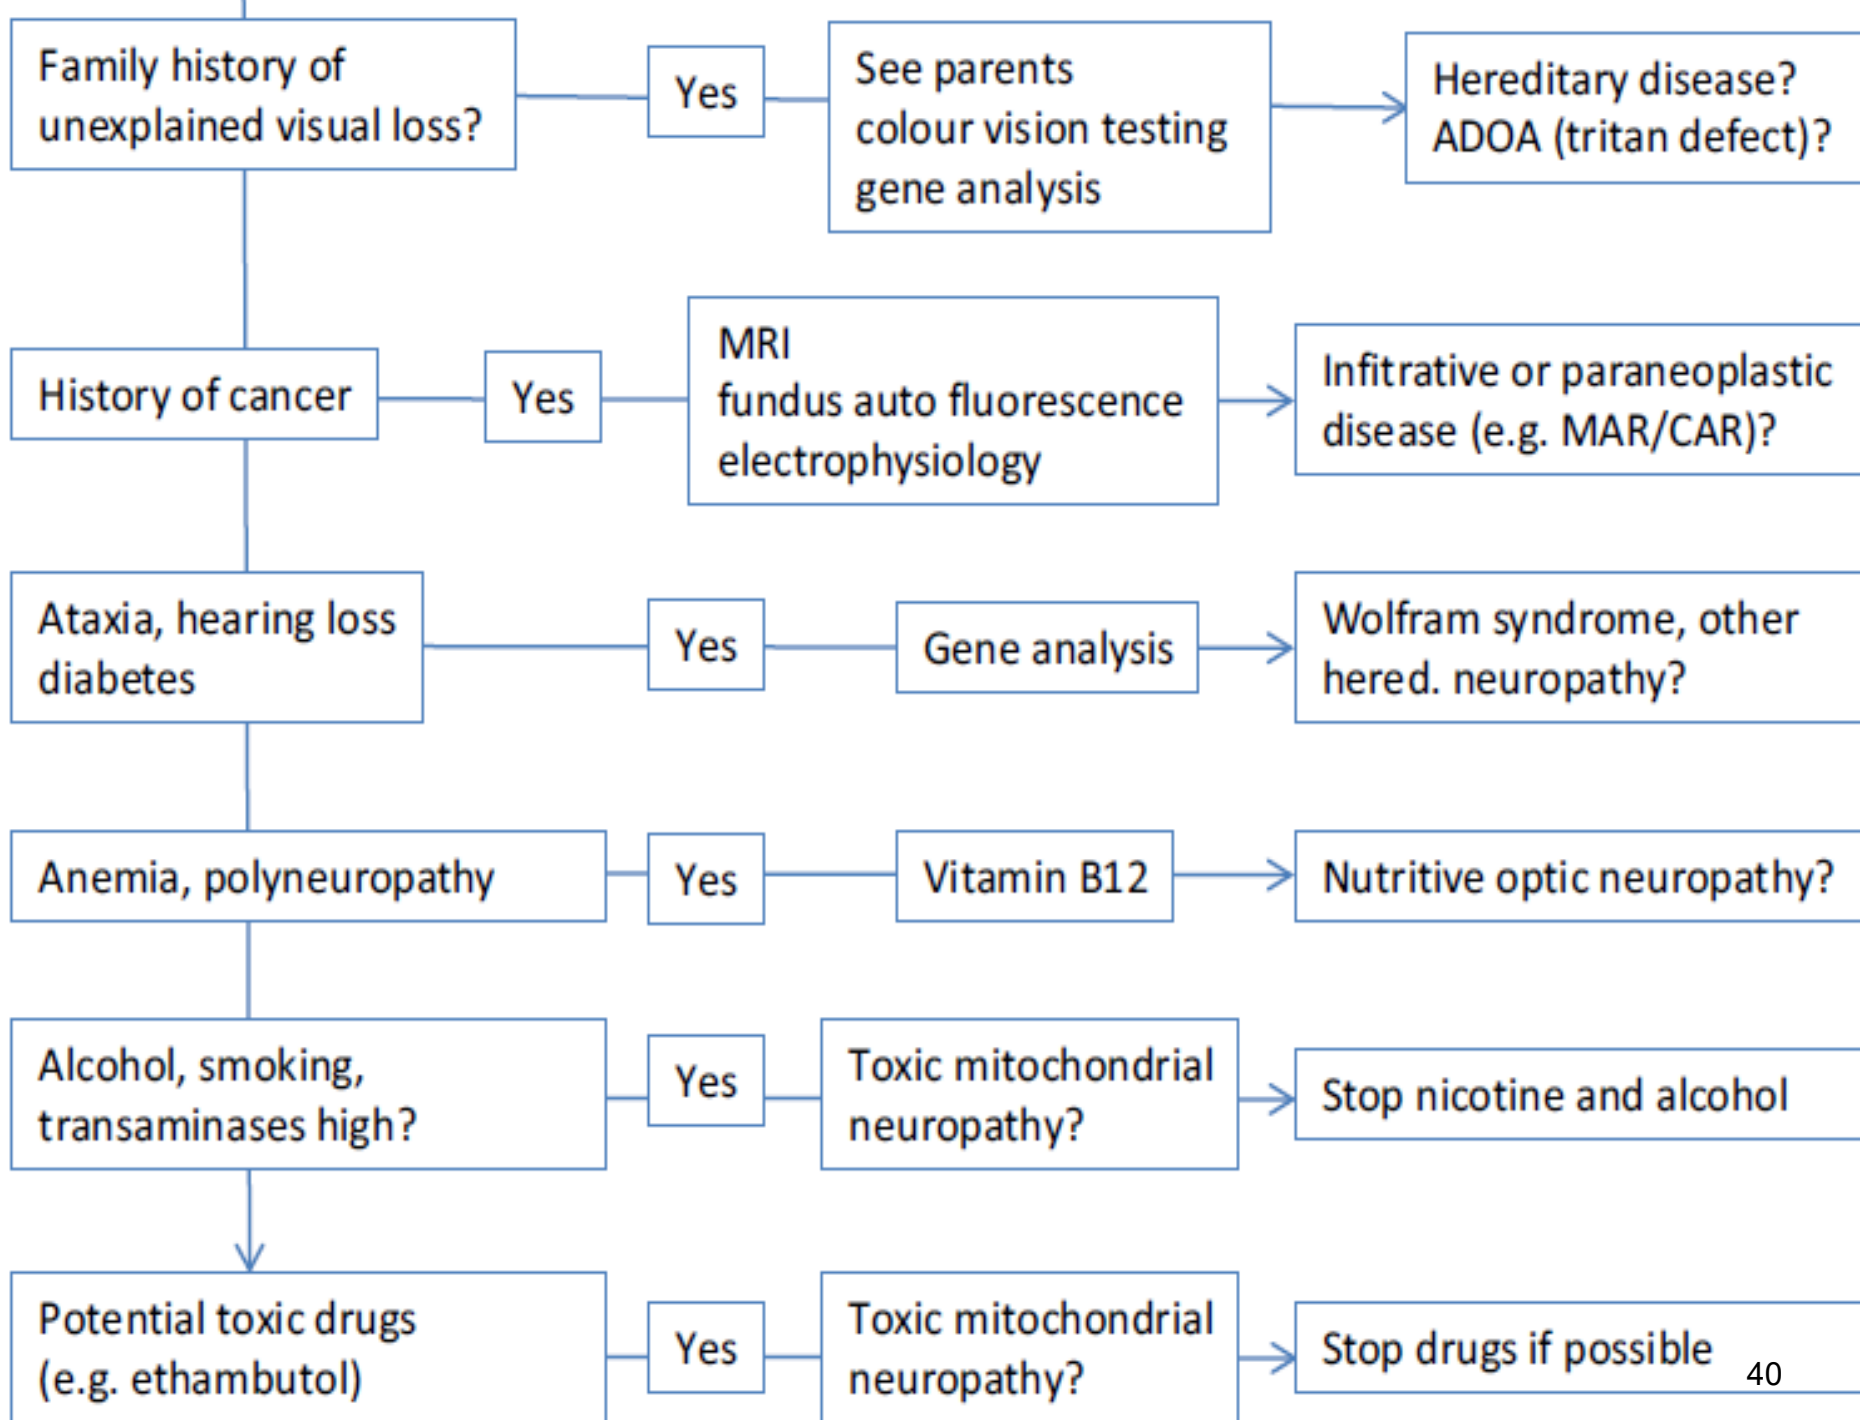 Family history of
unexplained visual loss?
Yes
See parents
colour vision testing
gene analysis
Hereditary disease?
ADOA (tritan defect)?
History of cancer
Yes
MRI
fundus auto fluorescence
electrophysiology
Infitrative or paraneoplastic
disease (e.g. MAR/CAR)?
Ataxia, hearing loss
diabetes
Yes
Gene analysis
Wolfram syndrome, other
hered. neuropathy?
Anemia, polyneuropathy
Yes
Vitamin B12
Nutritive optic neuropathy?
Alcohol, smoking,
transaminases high?
Yes
Toxic mitochondrial
neuropathy?
Stop nicotine and alcohol
Potential toxic drugs
(e.g. ethambutol)
Yes
Toxic mitochondrial
neuropathy?
Stop drugs if possible
40